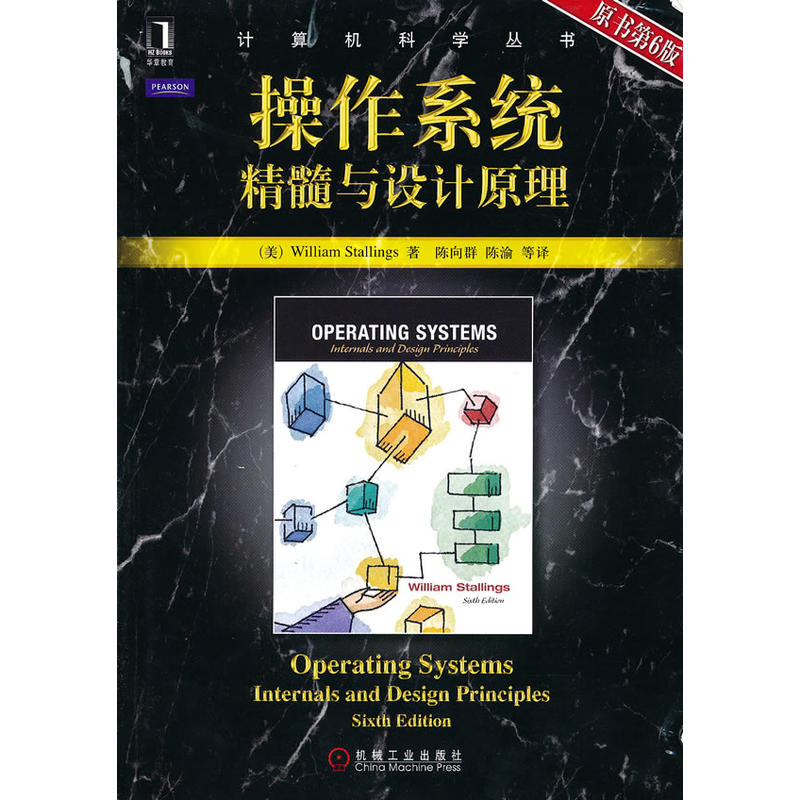 HZ BOOKS
华章教育
PEARSON
计算机科学丛书
原书第6版
操作系统
精髓与设计原理
(美) William Stallings 著 陈向群 陈渝 等译
OPERATING SYSTEMS
Internals and Design Principles
William Stallings
Sixth Edition
Operating Systems
Internals and Design Principles
Sixth Edition
机械工业出版社
China Machine Press